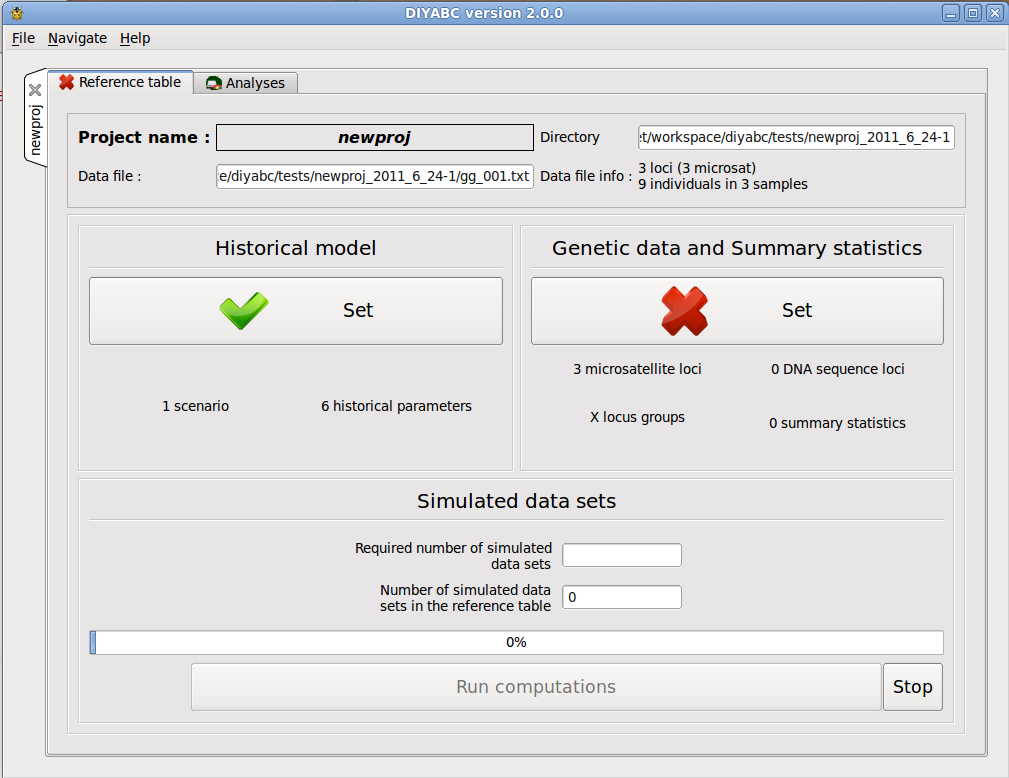 DIYABC version 2.0.0
File Navigate Help
newproj
Reference table
Analyses
Project name :
newproj
Directory
t/workspace/diyabc/tests/newproj_2011_6_24-1
Data file :
e/diyabc/tests/newproj_2011_6_24-1/gg_001.txt
Data file info :
3 loci (3 microsat)
9 individuals in 3 samples
Historical model
Set
1 scenario
6 historical parameters
Genetic data and Summary statistics
Set
3 microsatellite loci
0 DNA sequence loci
X locus groups
0 summary statistics
Simulated data sets
Required number of simulated
data sets
Number of simulated data
sets in the reference table
0
0%
Run computations
Stop